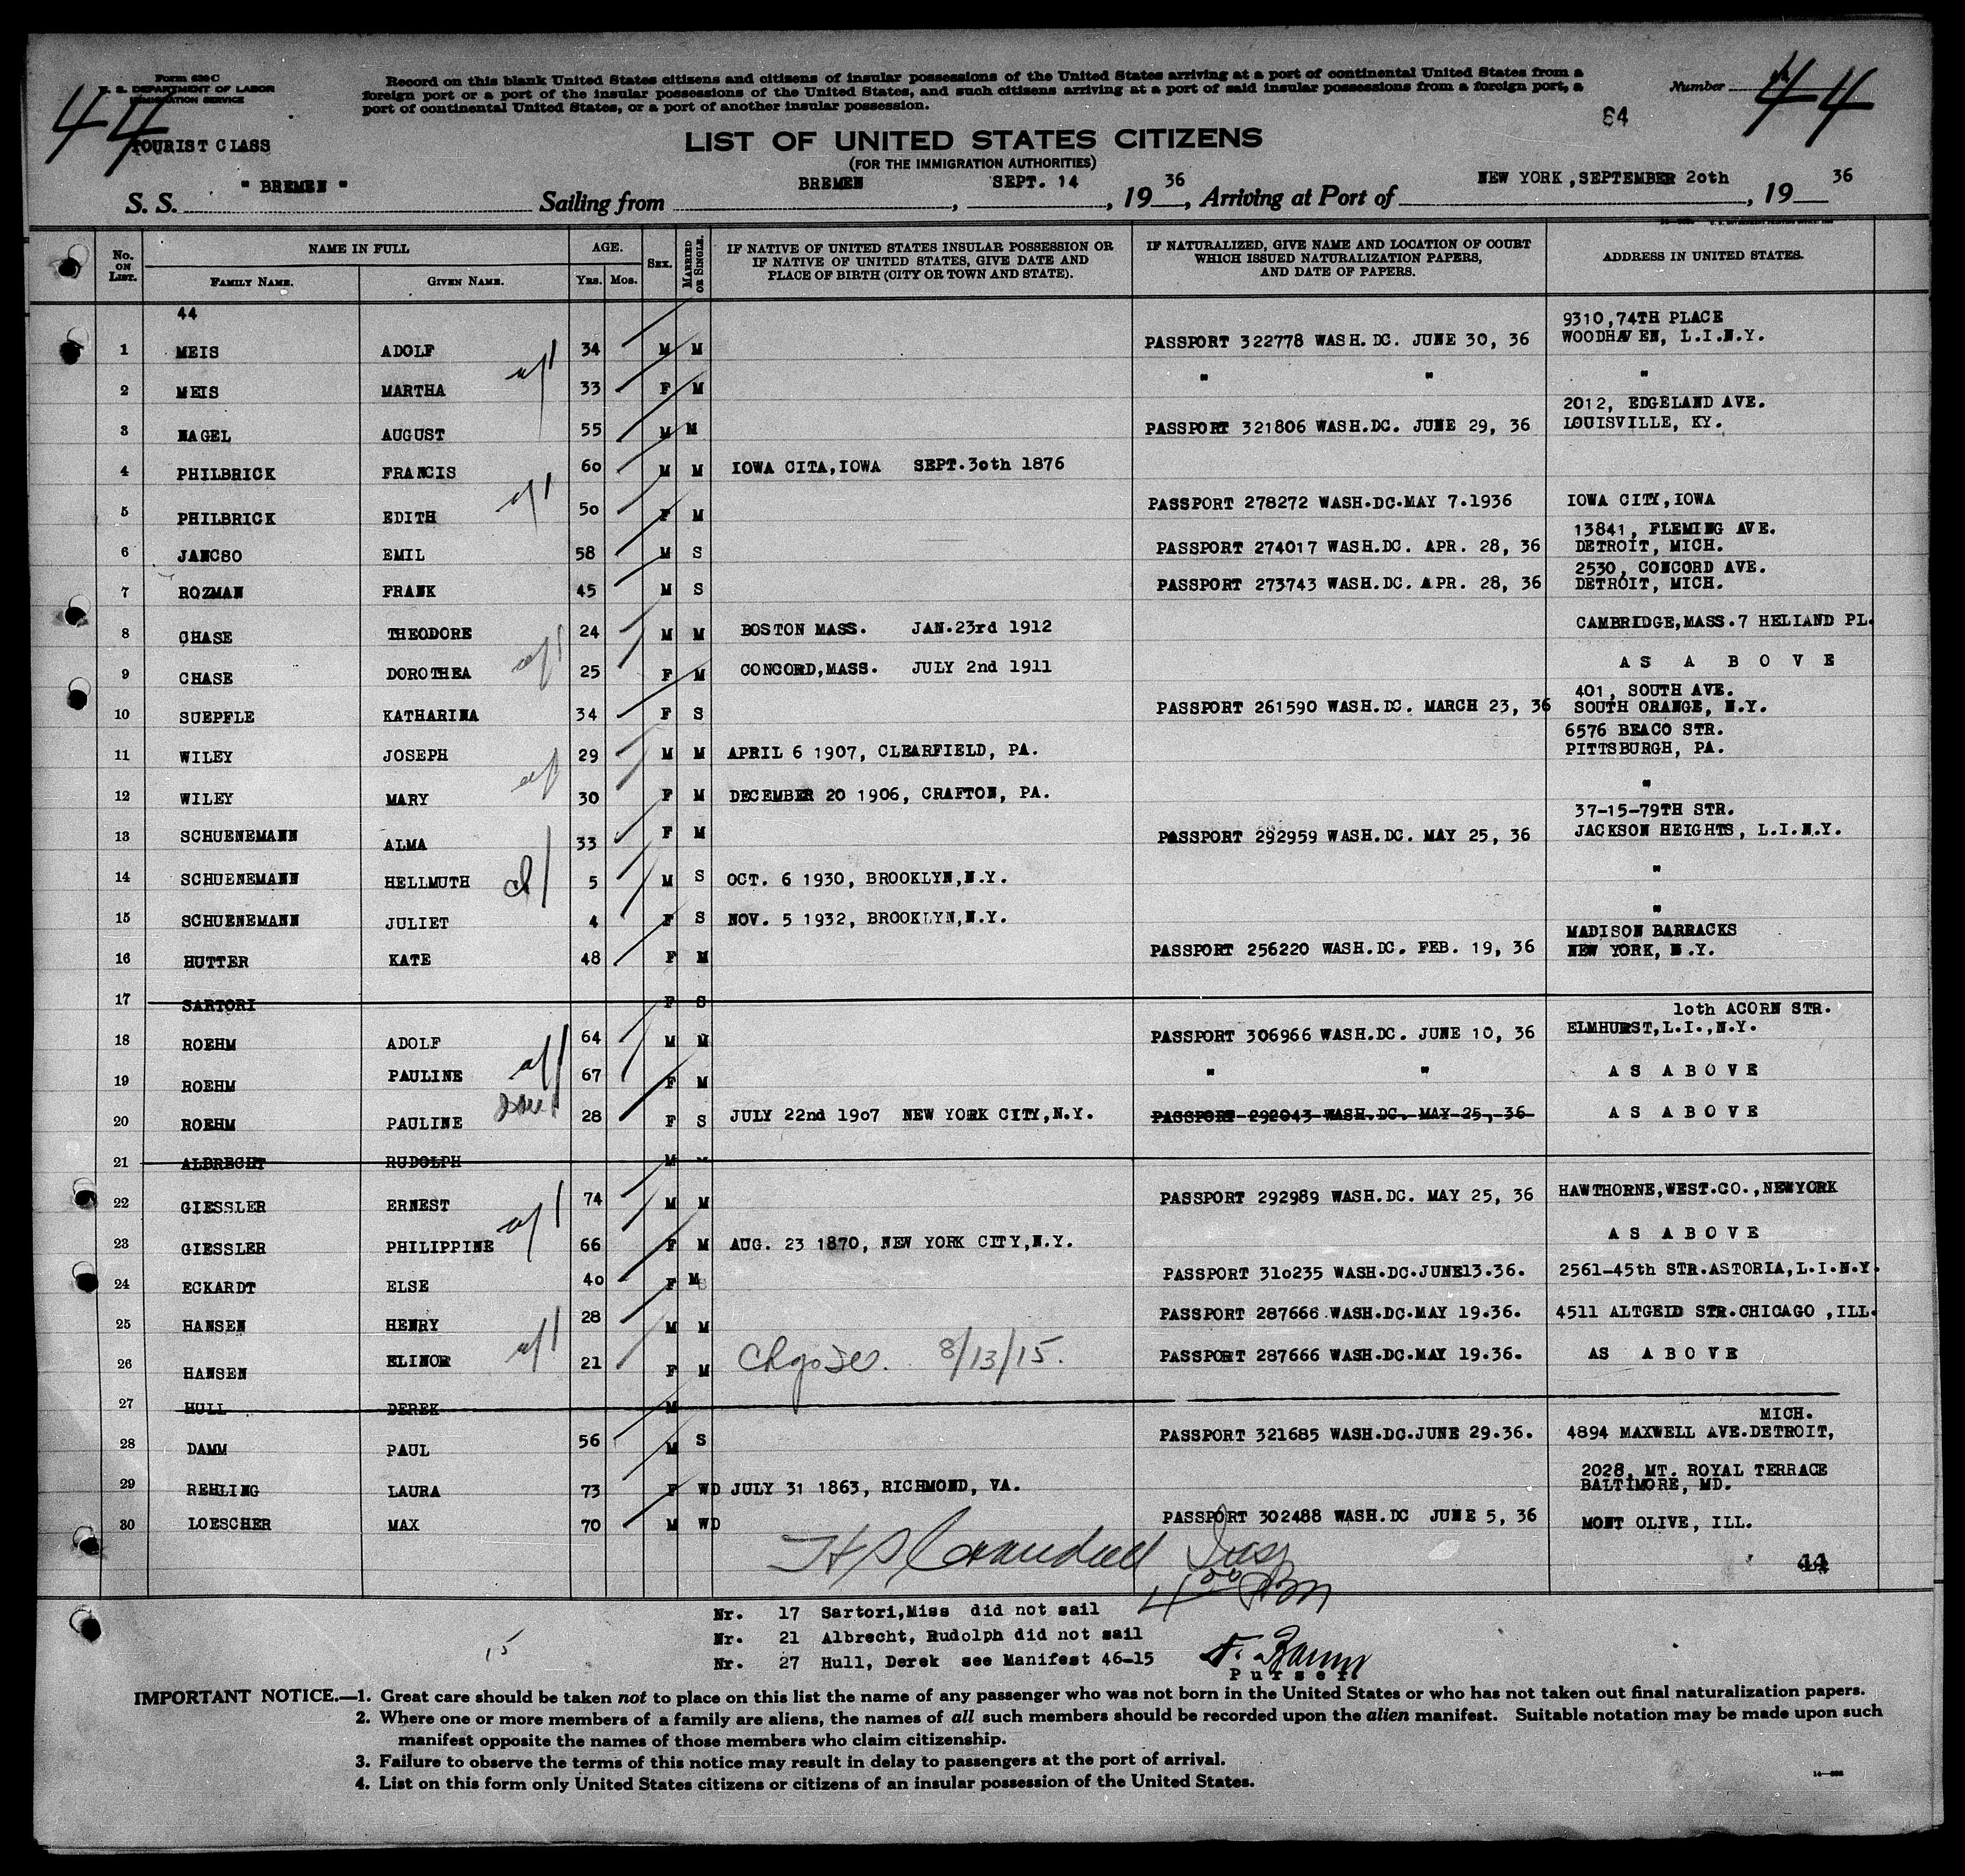 Form 630 C
U. S. DEPARTMENT OF LABOR
IMMIGRATION SERVICE
Record on this blank United States citizens and citizens of insular possessions of the United States arriving at a port of continental United States from a
foreign port or a port of the insular possessions of the United States, and such citizens arriving at a port of said insular possessions from a foreign port, a
port of continental United States, or a port of another insular possession.
Number 44
44
64
TOURIST CLASS
LIST OF UNITED STATES CITIZENS
(FOR THE IMMIGRATION AUTHORITIES)
S. S. " BREMEN " Sailing from BREMEN, SEPT. 14, 1936, Arriving at Port of NEW YORK, SEPTEMBER 20th, 1936
No. ON LIST. NAME IN FULL AGE. SEX. MARRIED OR SINGLE. IF NATIVE OF UNITED STATES INSULAR POSSESSION OR IF NATIVE OF UNITED STATES, GIVE DATE AND PLACE OF BIRTH (CITY OR TOWN AND STATE). IF NATURALIZED, GIVE NAME AND LOCATION OF COURT WHICH ISSUED NATURALIZATION PAPERS, AND DATE OF PAPERS. ADDRESS IN UNITED STATES.
FAMILY NAME. GIVEN NAME. Yrs. Mos.
44
1 MEIS ADOLF 34 M M PASSPORT 322778 WASH. DC. JUNE 30, 36 9310,74TH PLACE WOODHAVEN, L.I.N.Y.
2 MEIS MARTHA 33 F M " " "
3 NAGEL AUGUST 55 M M PASSPORT 321806 WASH.DC. JUNE 29, 36 2012, EDGELAND AVE. LOUISVILLE, KY.
4 PHILBRICK FRANCIS 60 M M IOWA CITA,IOWA SEPT.30th 1876
5 PHILBRICK EDITH 50 F M PASSPORT 278272 WASH.DC.MAY 7.1936 IOWA CITY,IOWA
6 JANCSO EMIL 58 M S PASSPORT 274017 WASH.DC. APR. 28, 36 13841, FLEMING AVE. DETROIT, MICH.
7 ROZMAN FRANK 45 M S PASSPORT 273743 WASH.DC. APR. 28, 36 2530, CONCORD AVE. DETROIT, MICH.
8 CHASE THEODORE 24 M M BOSTON MASS. JAN.23rd 1912 CAMBRIDGE,MASS.7 HELIAND PL.
9 CHASE DOROTHEA 25 F M CONCORD,MASS. JULY 2nd 1911 AS A BOVE
10 SUEPFLE KATHARINA 34 F S PASSPORT 261590 WASH.DC. MARCH 23, 36 401, SOUTH AVE. SOUTH ORANGE, N.Y.
11 WILEY JOSEPH 29 M M APRIL 6 1907, CLEARFIELD, PA. 6576 BEACO STR. PITTSBURGH, PA.
12 WILEY MARY 30 F M DECEMBER 20 1906, CRAFTON, PA. "
13 SCHUENEMANN ALMA 33 F M PASSPORT 292959 WASH.DC. MAY 25, 36 37-15-79TH STR. JACKSON HEIGHTS, L.I.N.Y.
14 SCHUENEMANN HELLMUTH 5 M S OCT. 6 1930, BROOKLYN,N.Y. "
15 SCHUENEMANN JULIET 4 F S NOV. 5 1932, BROOKLYN,N.Y. "
16 HUTTER KATE 48 F M PASSPORT 256220 WASH.DC. FEB. 19, 36 MADISON BARRACKS NEW YORK, N.Y.
17 SARTORI F S
18 ROEHM ADOLF 64 M M PASSPORT 306966 WASH.DC. JUNE 10, 36 10th ACORN STR. ELMHURST,L.I.,N.Y.
19 ROEHM PAULINE 67 F M " " AS ABOVE
20 ROEHM PAULINE 28 F S JULY 22nd 1907 NEW YORK CITY,N.Y. PASSPORT 292043 WASH.DC. MAY 25, 36 AS ABOVE
21 ALBRECHT RUDOLPH M
22 GIESSLER ERNEST 74 M M PASSPORT 292989 WASH.DC. MAY 25, 36 HAWTHORNE,WEST.CO.,NEWYORK
23 GIESSLER PHILIPPINE 66 F M AUG. 23 1870, NEW YORK CITY,N.Y. AS ABOVE
24 ECKARDT ELSE 40 F M PASSPORT 310235 WASH.DC.JUNE13.36. 2561-45th STR.ASTORIA,L.I.N.Y.
25 HANSEN HENRY 28 M M PASSPORT 287666 WASH.DC.MAY 19.36. 4511 ALTGEID STR.CHICAGO ,ILL.
26 HANSEN ELINOR 21 F M 8/13/15. PASSPORT 287666 WASH.DC.MAY 19.36. AS ABOVE
27 HULL DEREK M
28 DAMM PAUL 56 M S PASSPORT 321685 WASH.DC.JUNE 29.36. 4894 MAXWELL AVE.DETROIT, MICH.
29 REHLING LAURA 73 F WD JULY 31 1863, RICHMOND, VA. 2028, MT. ROYAL TERRACE BALTIMORE, MD.
30 LOESCHER MAX 70 M WD PASSPORT 302488 WASH.DC JUNE 5, 36 MONT OLIVE, ILL.
44
Nr. 17 Sartori,Miss did not sail
Nr. 21 Albrecht, Rudolph did not sail
Nr. 27 Hull, Derek see Manifest 46-15
15
Purser.
IMPORTANT NOTICE.—1. Great care should be taken not to place on this list the name of any passenger who was not born in the United States or who has not taken out final naturalization papers.
2. Where one or more members of a family are aliens, the names of all such members should be recorded upon the alien manifest. Suitable notation may be made upon such
manifest opposite the names of those members who claim citizenship.
3. Failure to observe the terms of this notice may result in delay to passengers at the port of arrival.
4. List on this form only United States citizens or citizens of an insular possession of the United States.